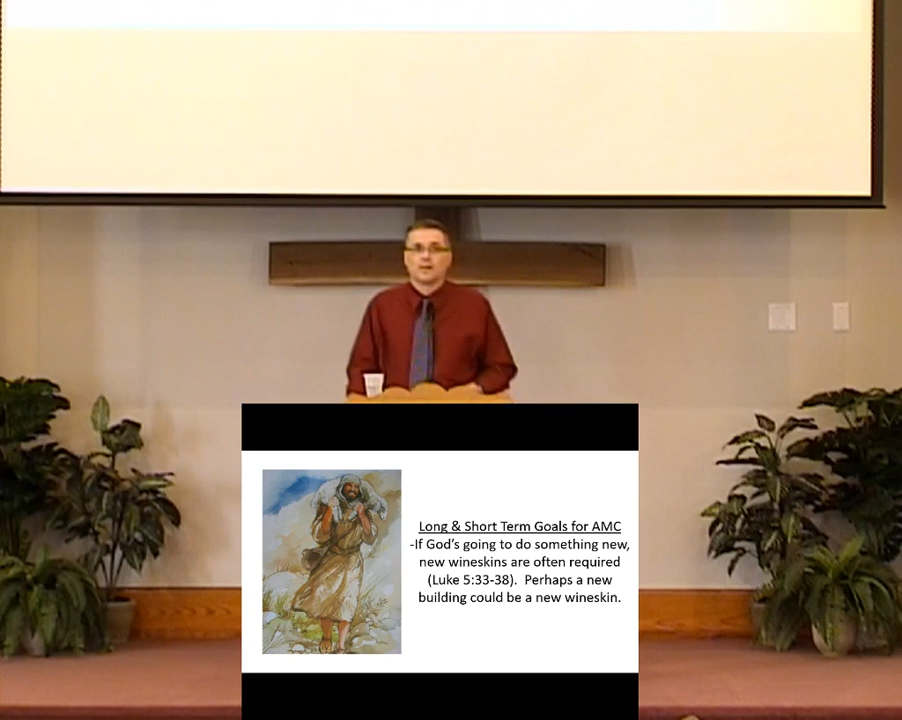 Long & Short Term Goals for AMC
-If God's going to do something new,
new wineskins are often required
(Luke 5:33-38).  Perhaps a new
building could be a new wineskin.